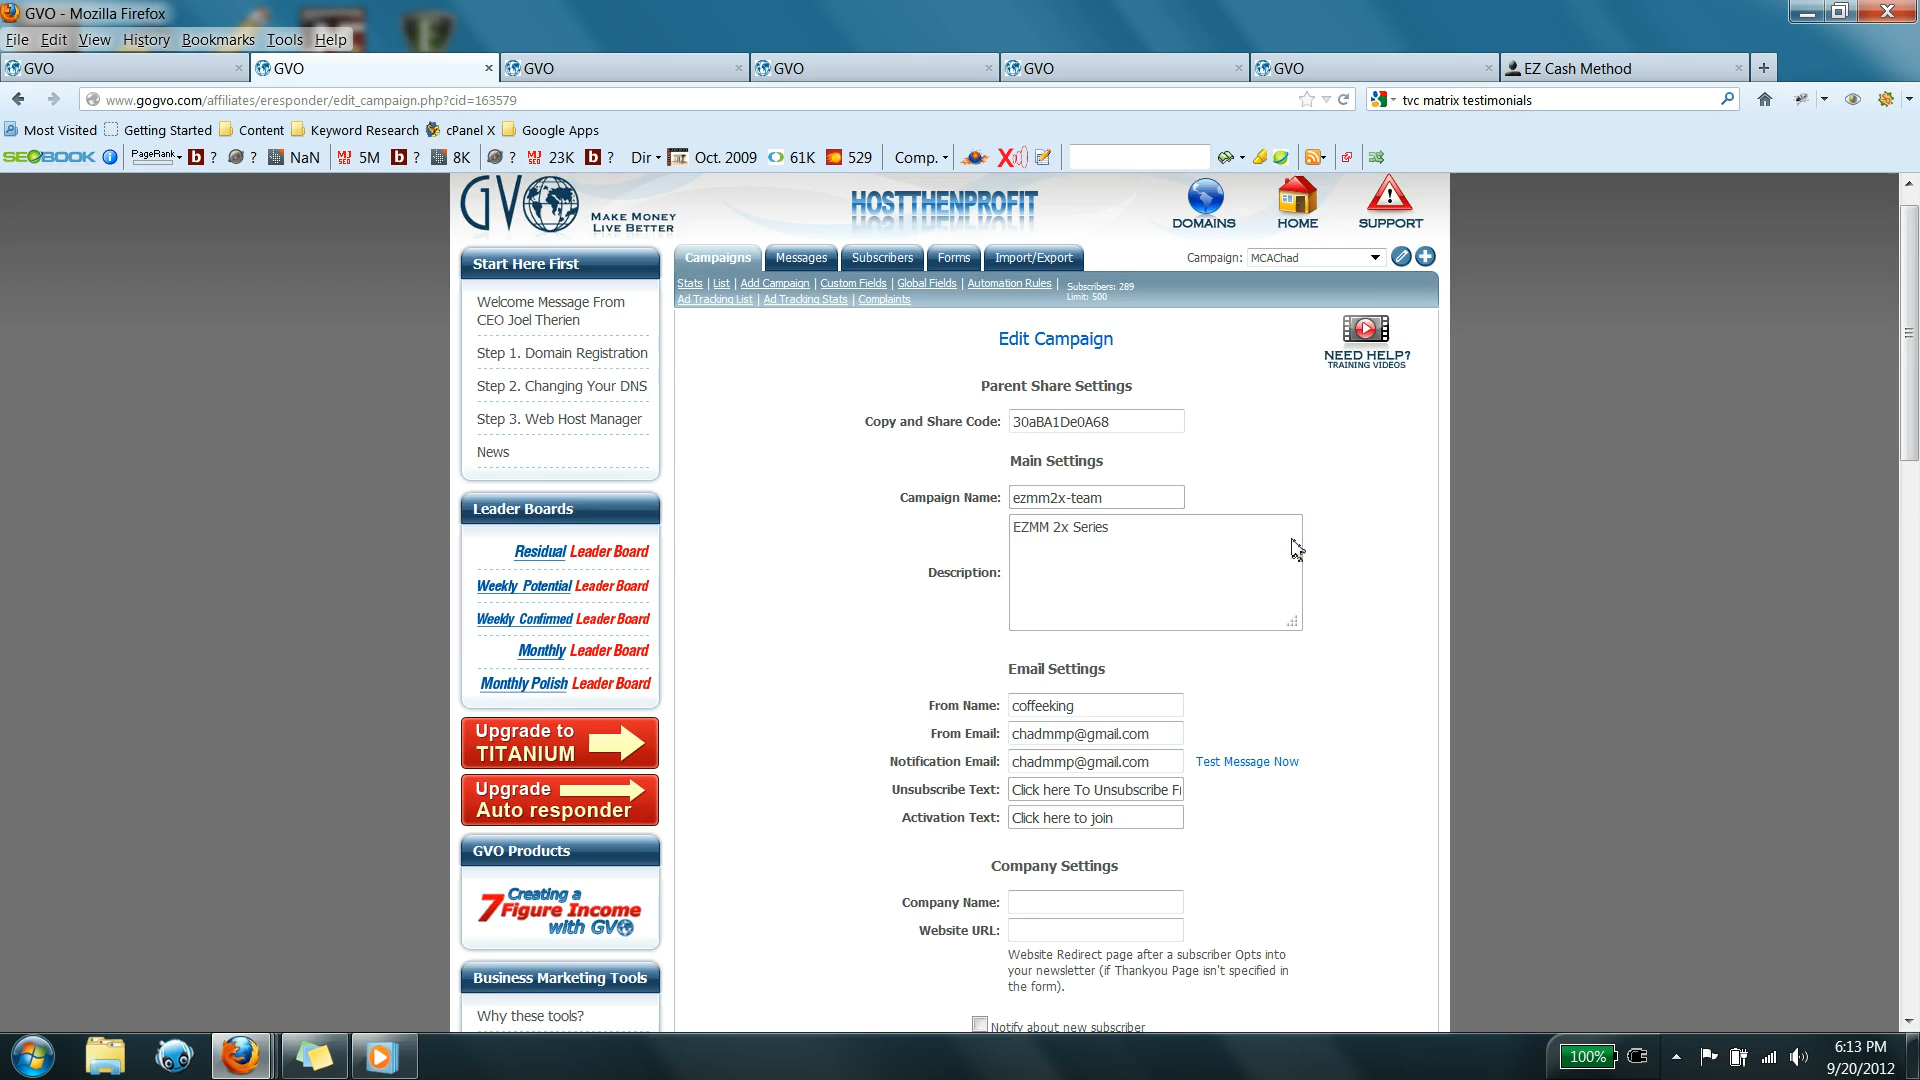 GVO - Mozilla Firefox
File Edit View History Bookmarks Tools Help
GVO GVO GVO GVO GVO GVO EZ Cash Method
www.gogvo.com/affiliates/eresponder/edit_campaign.php?cid=163579
tvc matrix testimonials
Most Visited Getting Started Content Keyword Research cPanel X Google Apps
SEOBOOK PageRank b ? ? NaN MJ SEO 5M b ? 8K ? MJ SEO 23K b ? Dir Oct. 2009 61K 529 Comp. X
GVO MAKE MONEY
LIVE BETTER
HOSTTHENPROFIT
DOMAINS HOME SUPPORT
Start Here First
Welcome Message From
CEO Joel Therien
Step 1. Domain Registration
Step 2. Changing Your DNS
Step 3. Web Host Manager
News
Leader Boards
Residual Leader Board
Weekly Potential Leader Board
Weekly Confirmed Leader Board
Monthly Leader Board
Monthly Polish Leader Board
Upgrade to
TITANIUM
Upgrade
Auto responder
GVO Products
Creating a
7 Figure Income
with GVO
Business Marketing Tools
Why these tools?
Campaigns Messages Subscribers Forms Import/Export
Campaign: MCAChad
Stats | List | Add Campaign | Custom Fields | Global Fields | Automation Rules |
Ad Tracking List | Ad Tracking Stats | Complaints
Subscribers: 289
Limit: 500
Edit Campaign
NEED HELP?
TRAINING VIDEOS
Parent Share Settings
Copy and Share Code: 30aBA1De0A68
Main Settings
Campaign Name: ezmm2x-team
Description: EZMM 2x Series
Email Settings
From Name: coffeeking
From Email: chadmmp@gmail.com
Notification Email: chadmmp@gmail.com Test Message Now
Unsubscribe Text: Click here To Unsubscribe F
Activation Text: Click here to join
Company Settings
Company Name:
Website URL:
Website Redirect page after a subscriber Opts into
your newsletter (if Thankyou Page isn't specified in
the form).
Notify about new subscriber
100%
6:13 PM
9/20/2012